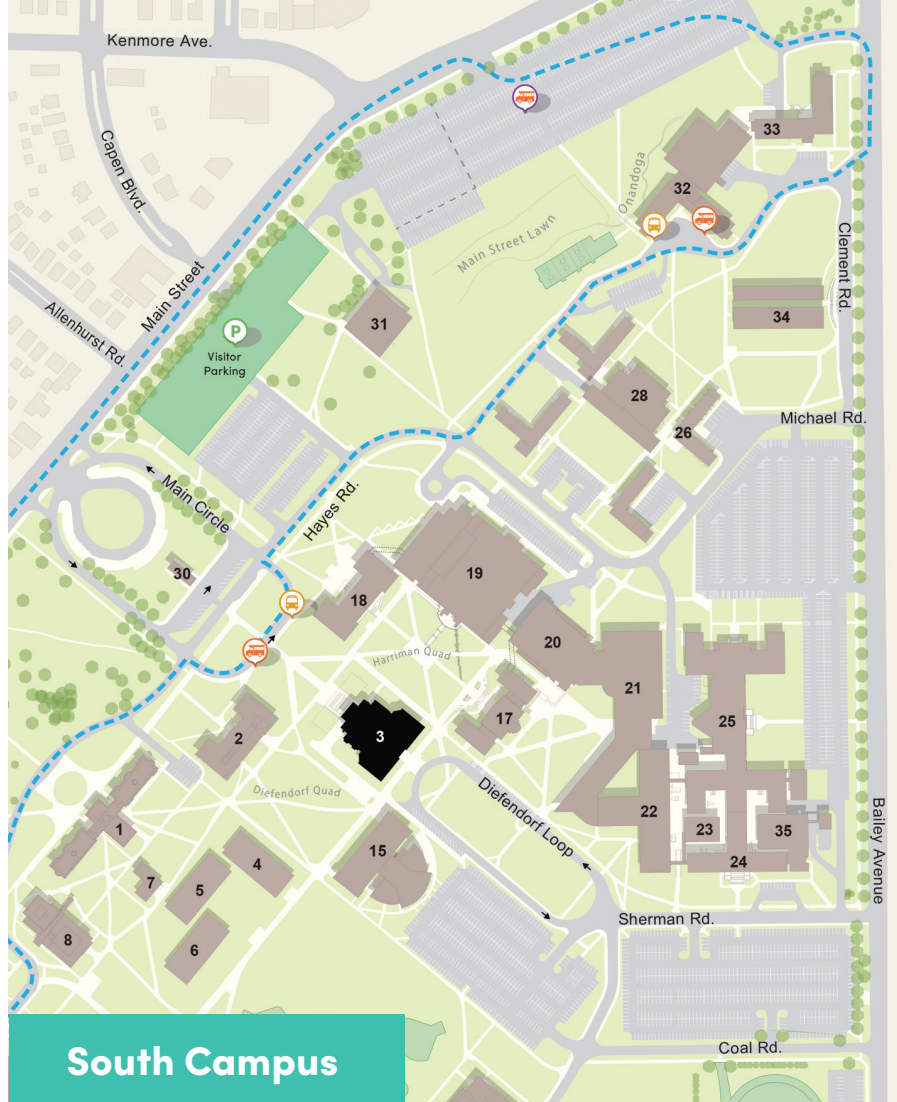 Kenmore Ave.
Capen Blvd.
Main Street
Allenhurst Rd.
33
32
Onandoga
Main Street Lawn
Clement Rd.
34
31
P
Visitor
Parking
28
26
Michael Rd.
Main Circle
Hayes Rd.
30
19
18
20
Harriman Quad
21
17
25
3
2
Diefendorf Quad
Diefendorf Loop
22
23
35
24
Bailey Avenue
1
15
4
7
5
6
8
Sherman Rd.
Coal Rd.
South Campus